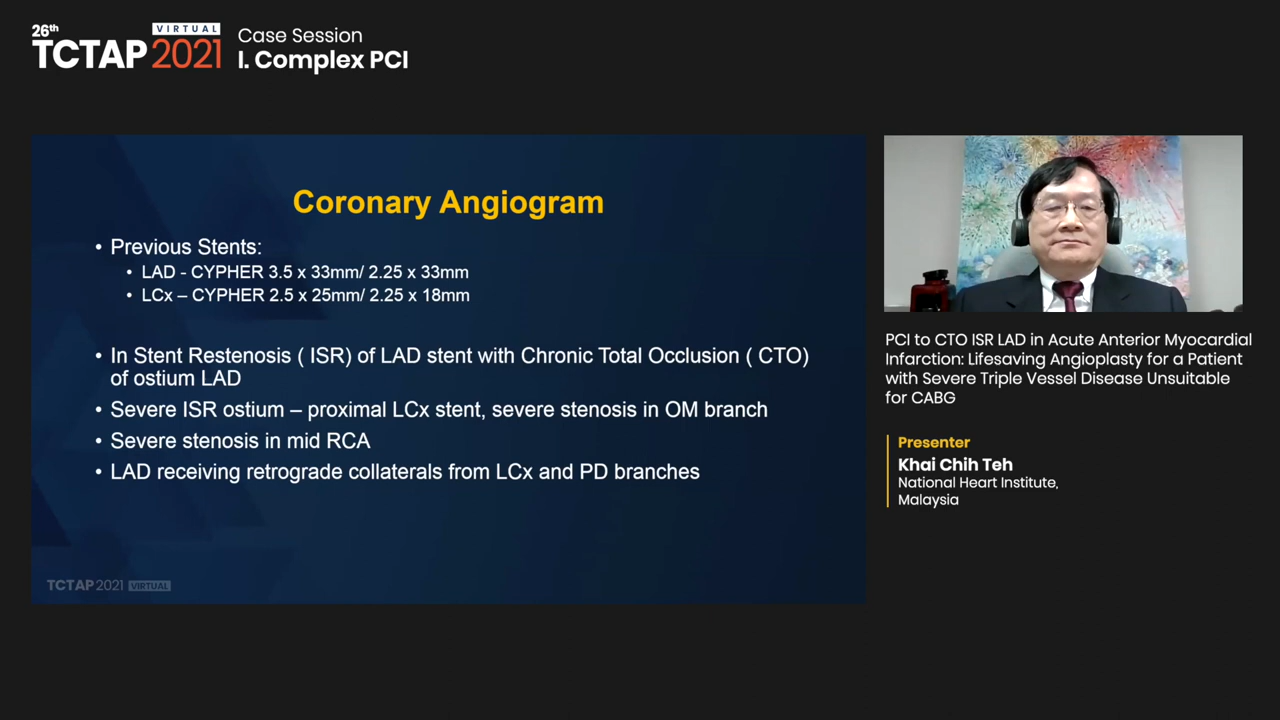 26th
VIRTUAL
TCTAP 2021
Case Session
I. Complex PCI
Coronary Angiogram
• Previous Stents:
• LAD - CYPHER 3.5 x 33mm/ 2.25 x 33mm
• LCx – CYPHER 2.5 x 25mm/ 2.25 x 18mm
• In Stent Restenosis ( ISR) of LAD stent with Chronic Total Occlusion ( CTO)
of ostium LAD
• Severe ISR ostium – proximal LCx stent, severe stenosis in OM branch
• Severe stenosis in mid RCA
• LAD receiving retrograde collaterals from LCx and PD branches
TCTAP 2021 VIRTUAL
PCI to CTO ISR LAD in Acute Anterior Myocardial
Infarction: Lifesaving Angioplasty for a Patient
with Severe Triple Vessel Disease Unsuitable
for CABG
Presenter
Khai Chih Teh
National Heart Institute,
Malaysia